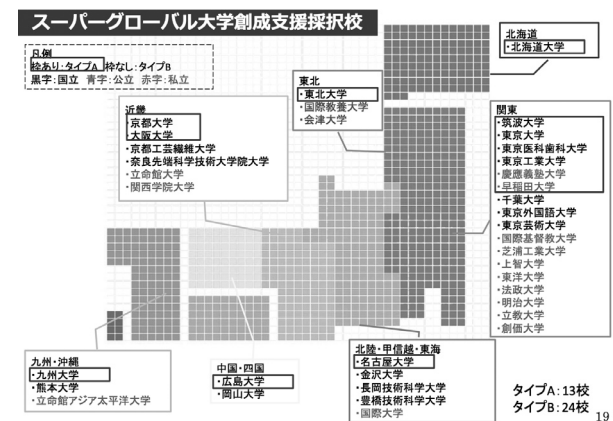 スーパーグローバル大学創成支援採択校
凡例
枠あり:タイプA 枠なし:タイプB
黒字:国立 青字:公立 赤字:私立
北海道
・北海道大学
東北
・東北大学
・国際教養大学
・会津大学
近畿
・京都大学
・大阪大学
・京都工芸繊維大学
・奈良先端科学技術大学院大学
・立命館大学
・関西学院大学
関東
・筑波大学
・東京大学
・東京医科歯科大学
・東京工業大学
・慶應義塾大学
・早稲田大学
・千葉大学
・東京外国語大学
・東京芸術大学
・国際基督教大学
・芝浦工業大学
・上智大学
・東洋大学
・法政大学
・明治大学
・立教大学
・創価大学
九州・沖縄
・九州大学
・熊本大学
・立命館アジア太平洋大学
中国・四国
・広島大学
・岡山大学
北陸・甲信越・東海
・名古屋大学
・金沢大学
・長岡技術科学大学
・豊橋技術科学大学
・国際大学
タイプA:13校
タイプB:24校
19